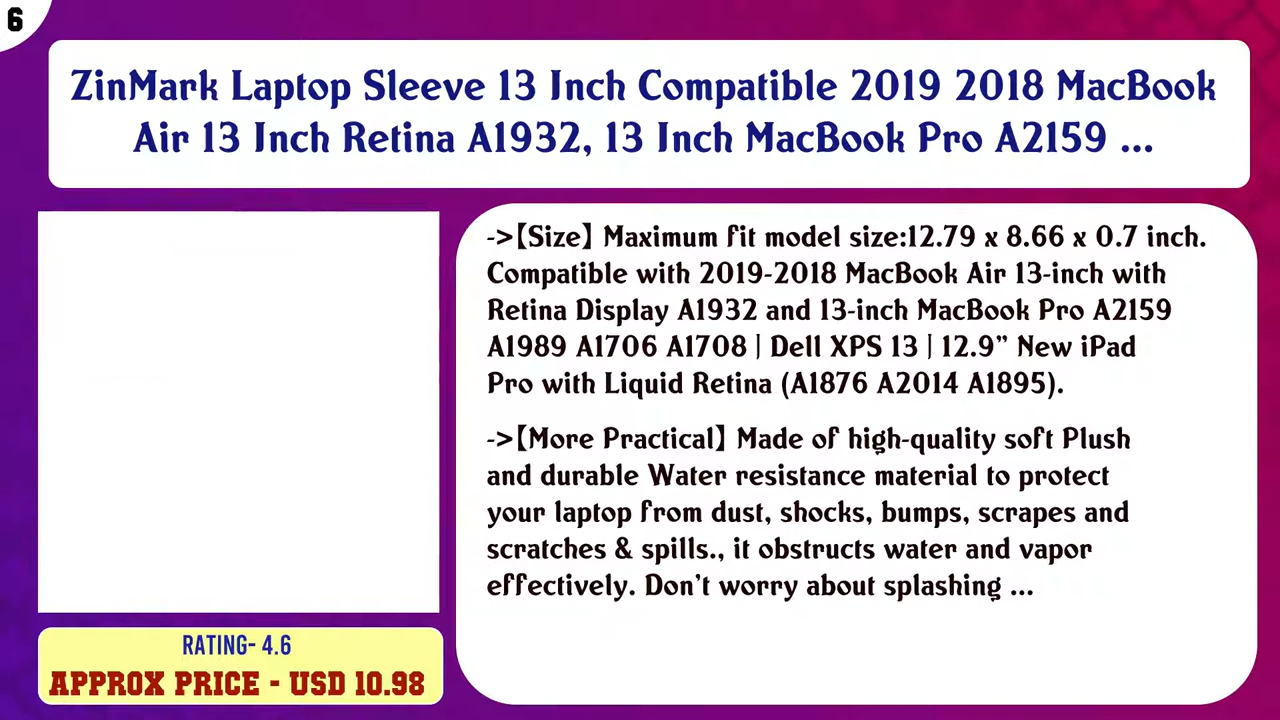 6
ZinMark Laptop Sleeve 13 Inch Compatible 2019 2018 MacBook
Air 13 Inch Retina A1932, 13 Inch MacBook Pro A2159 ...
->【Size】 Maximum fit model size:12.79 x 8.66 x 0.7 inch.
Compatible with 2019-2018 MacBook Air 13-inch with
Retina Display A1932 and 13-inch MacBook Pro A2159
A1989 A1706 A1708 | Dell XPS 13 | 12.9” New iPad
Pro with Liquid Retina (A1876 A2014 A1895).
->【More Practical】 Made of high-quality soft Plush
and durable Water resistance material to protect
your laptop from dust, shocks, bumps, scrapes and
scratches & spills., it obstructs water and vapor
effectively. Don't worry about splashing ...
RATING- 4.6
APPROX PRICE - USD 10.98